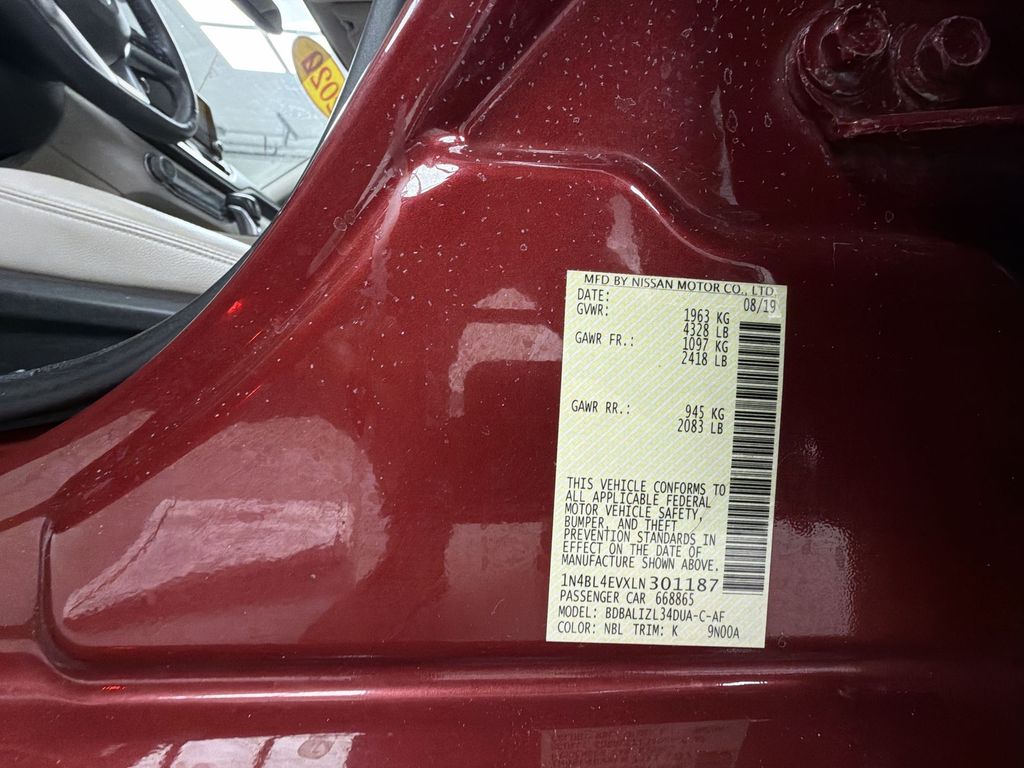 2020
MFD BY NISSAN MOTOR CO., LTD.
DATE: 08/19
GVWR: 1963 KG
4328 LB
GAWR FR.: 1097 KG
2418 LB
GAWR RR.: 945 KG
2083 LB
THIS VEHICLE CONFORMS TO
ALL APPLICABLE FEDERAL
MOTOR VEHICLE SAFETY,
BUMPER, AND THEFT
PREVENTION STANDARDS IN
EFFECT ON THE DATE OF
MANUFACTURE SHOWN ABOVE.
1N4BL4EVXLN301187
PASSENGER CAR 668865
MODEL: BDBALIZL34DUA-C-AF
COLOR: NBL TRIM: K 9N00A